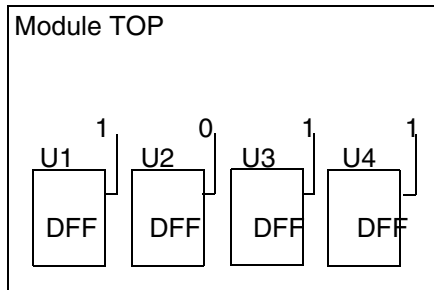 Module TOP
1 0 1 1
U1 U2 U3 U4
DFF DFF DFF DFF